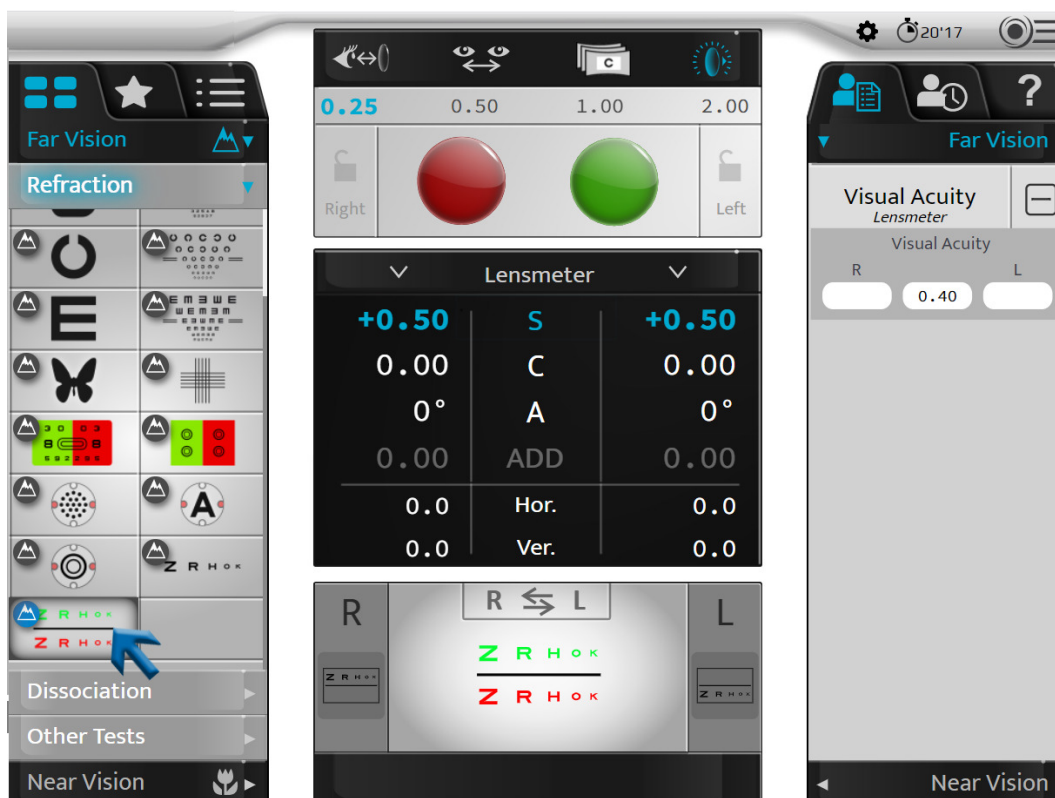 20'17
Far Vision
Refraction
E
E M E W E
W E M E M
E
8 8
A
Z R H O K
Z R H O K
Z R H O K
Dissociation
Other Tests
Near Vision
C
0.25 0.50 1.00 2.00
Right Left
Lensmeter
+0.50 S +0.50
0.00 C 0.00
0° A 0°
0.00 ADD 0.00
0.0 Hor. 0.0
0.0 Ver. 0.0
R R L L
Z R H O K
Z R H O K
Z R H O K
Z R H O K
?
Far Vision
Visual Acuity
Lensmeter
Visual Acuity
R L
0.40
Near Vision